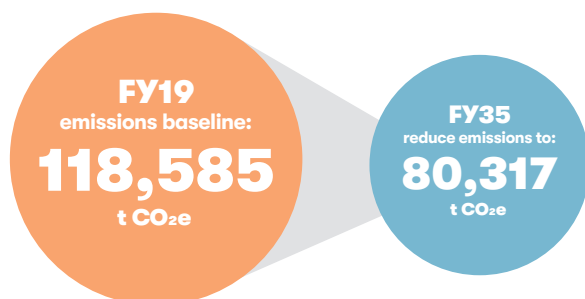 FY19
emissions baseline:
118,585
t CO₂e
FY35
reduce emissions to:
80,317
t CO₂e